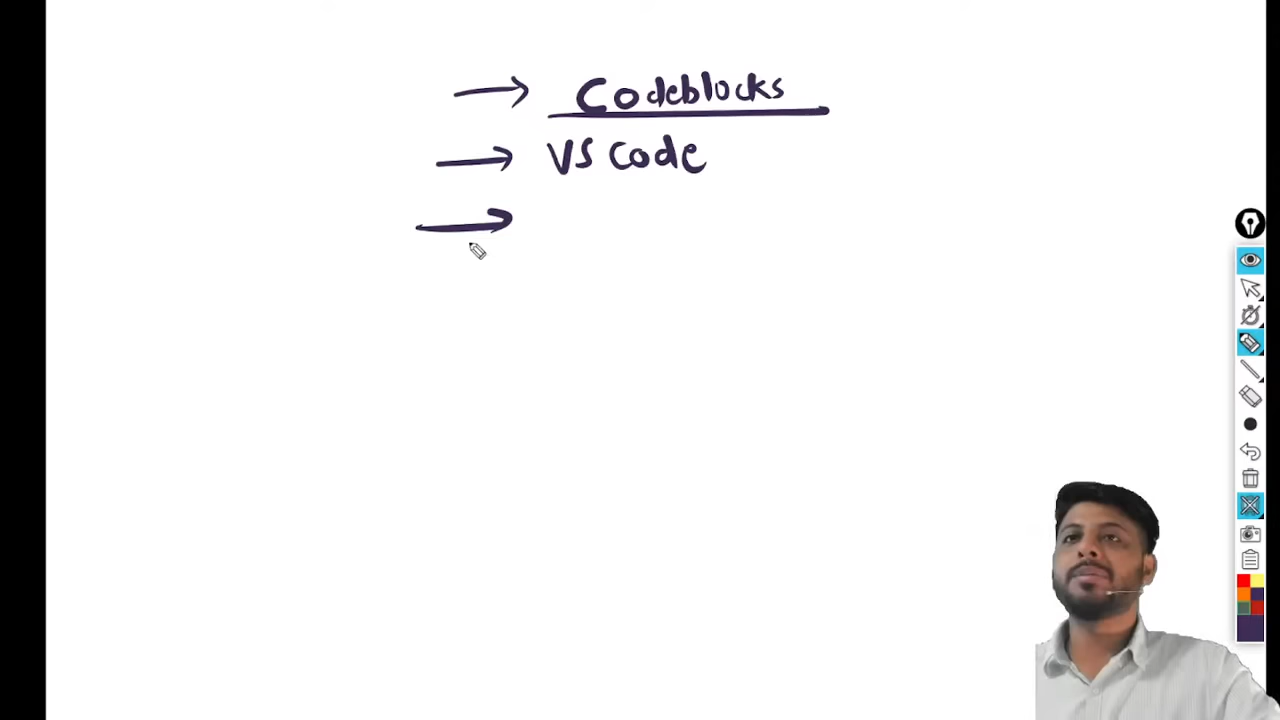 → Codeblocks
→ VS Code
→